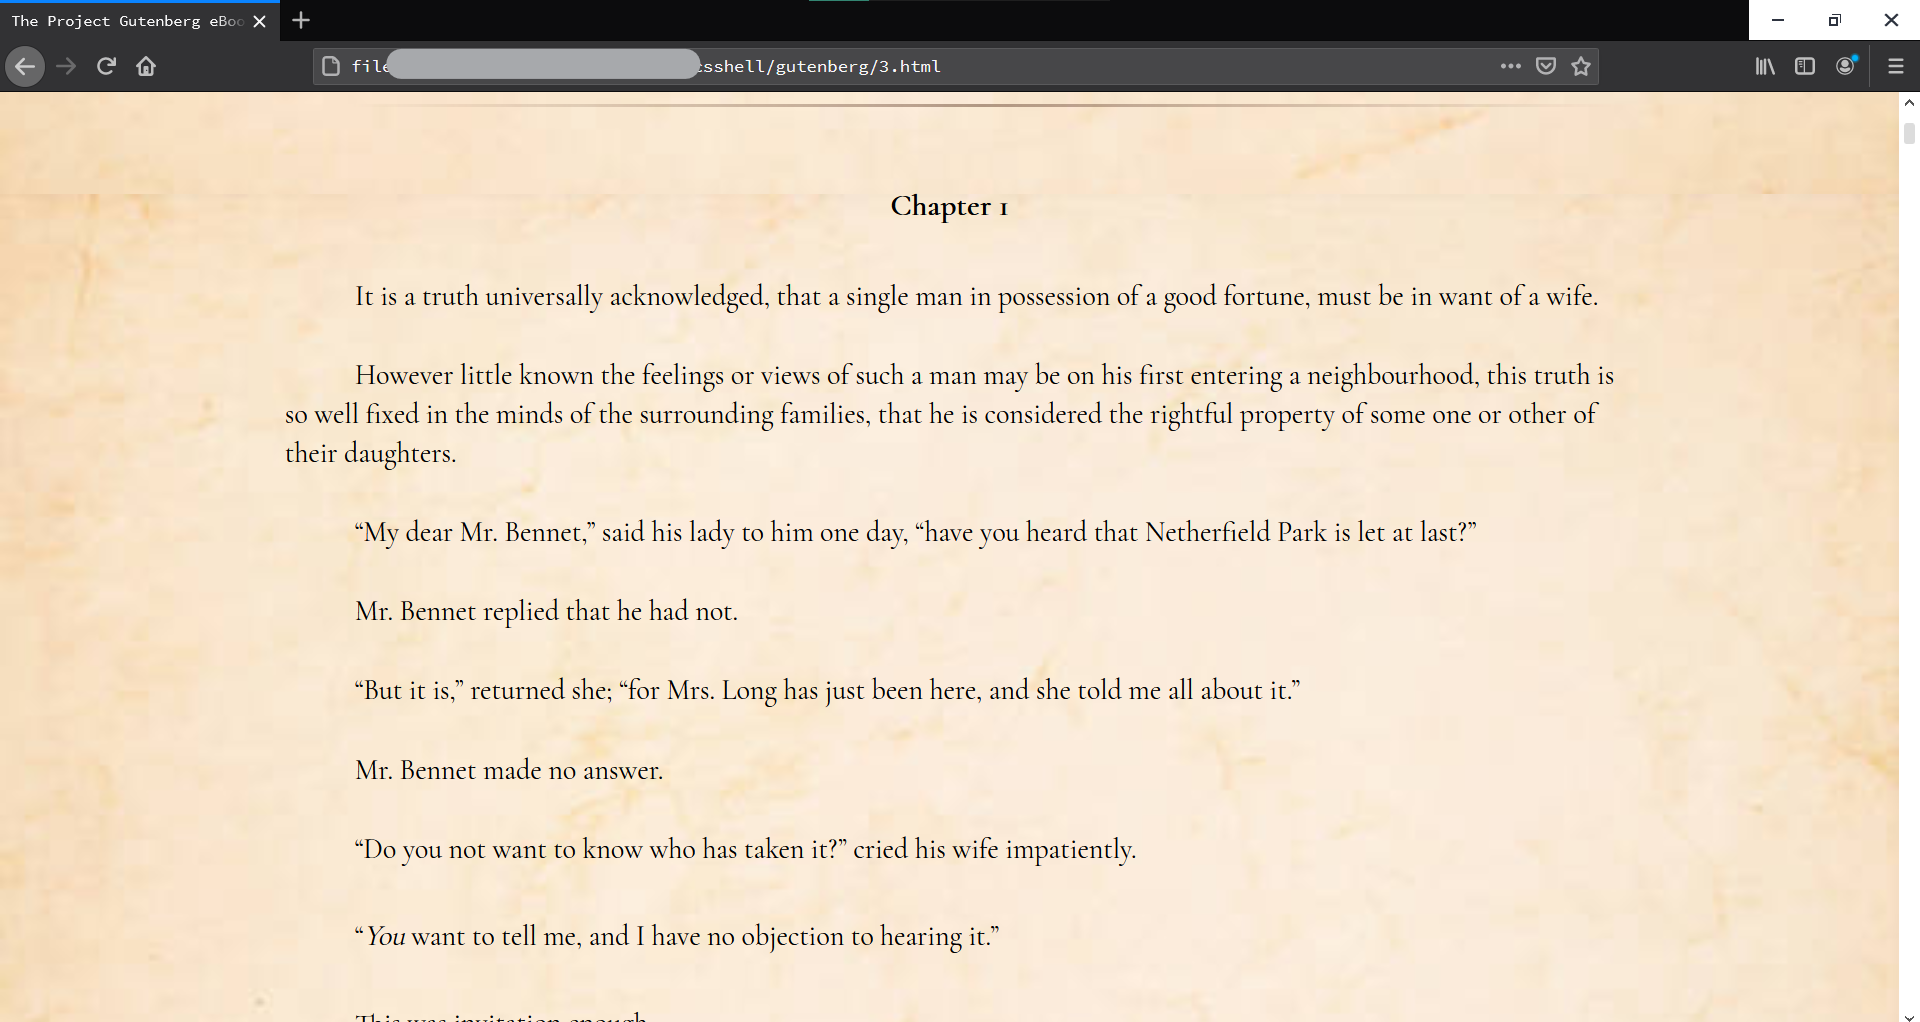 The Project Gutenberg eBoo
file sshell/gutenberg/3.html
Chapter 1
It is a truth universally acknowledged, that a single man in possession of a good fortune, must be in want of a wife.
However little known the feelings or views of such a man may be on his first entering a neighbourhood, this truth is
so well fixed in the minds of the surrounding families, that he is considered the rightful property of some one or other of
their daughters.
“My dear Mr. Bennet,” said his lady to him one day, “have you heard that Netherfield Park is let at last?”
Mr. Bennet replied that he had not.
“But it is,” returned she; “for Mrs. Long has just been here, and she told me all about it.”
Mr. Bennet made no answer.
“Do you not want to know who has taken it?” cried his wife impatiently.
“You want to tell me, and I have no objection to hearing it.”
This was invitation enough.